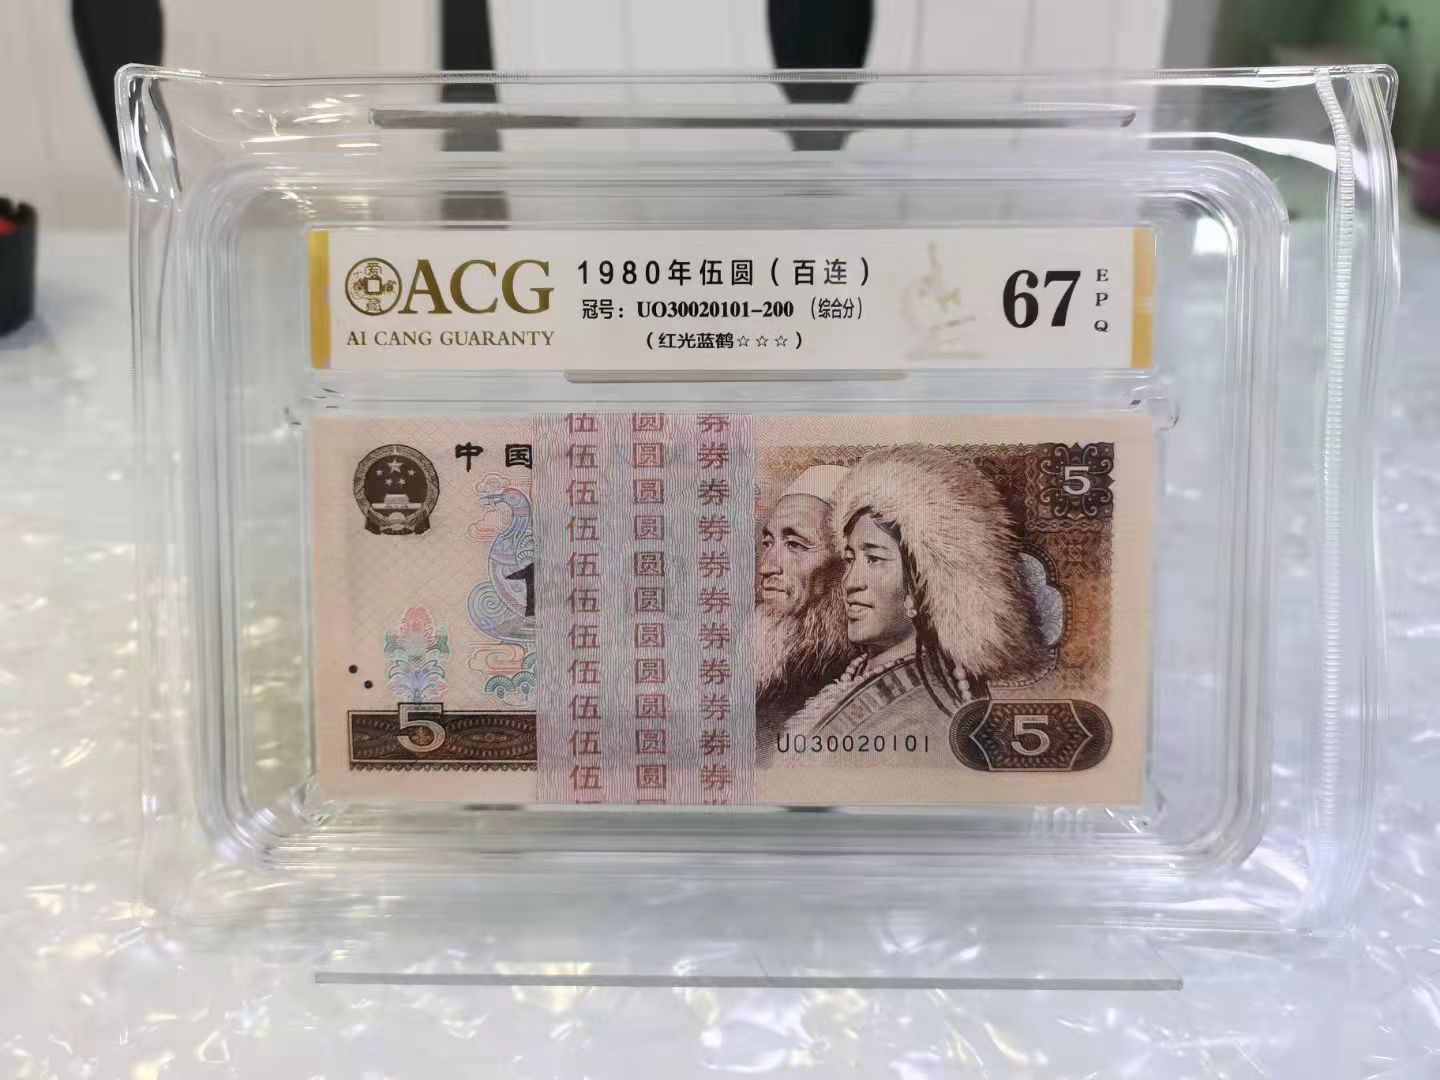 ACG
AI CANG GUARANTY
1980年伍圆（百连）
冠号：UO30020101-200（综合分）
（红光蓝鹤☆☆☆）
67
EPQ
中国
伍 圆 券
伍 圆 券
伍 圆 券
伍 圆 券
伍 圆 券
伍 圆 券
伍 圆 券
伍 圆 券
伍 圆 券
伍 圆 券
伍 圆 券
5
5
UO30020101
5
ACG